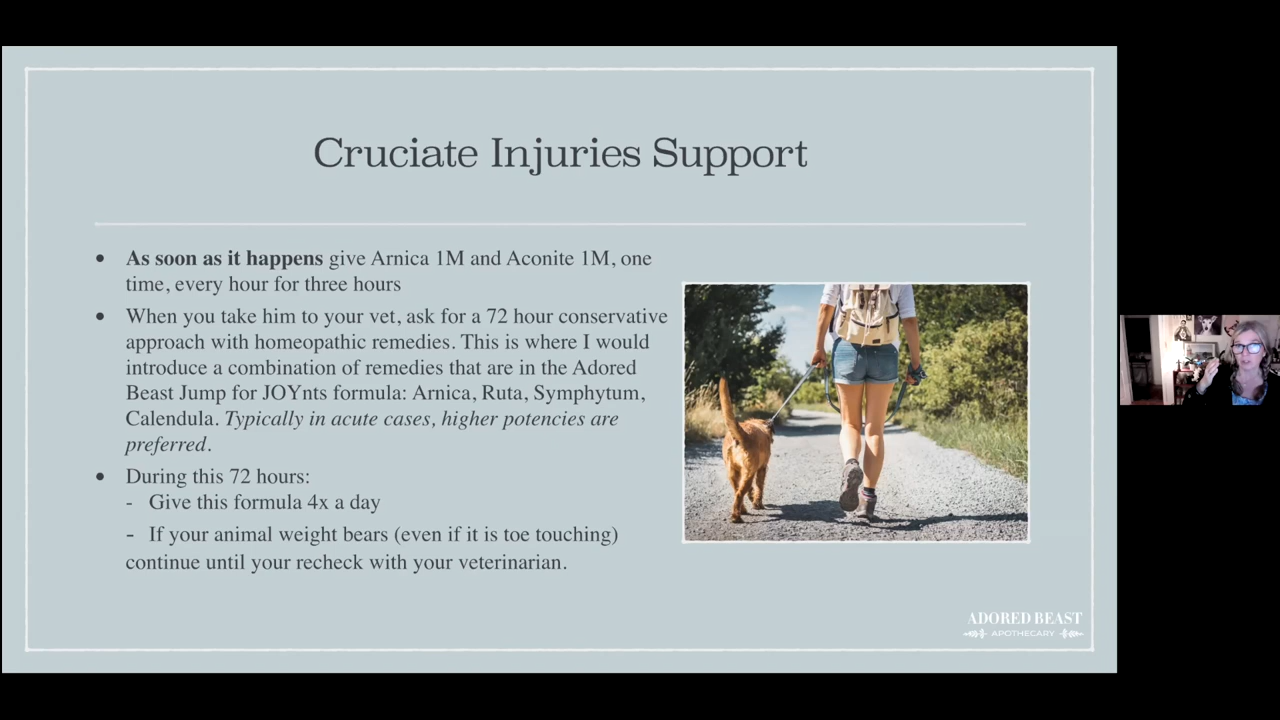 Cruciate Injuries Support
• As soon as it happens give Arnica 1M and Aconite 1M, one
time, every hour for three hours
• When you take him to your vet, ask for a 72 hour conservative
approach with homeopathic remedies. This is where I would
introduce a combination of remedies that are in the Adored
Beast Jump for JOYnts formula: Arnica, Ruta, Symphytum,
Calendula. Typically in acute cases, higher potencies are
preferred.
• During this 72 hours:
- Give this formula 4x a day
- If your animal weight bears (even if it is toe touching)
continue until your recheck with your veterinarian.
ADORED BEAST
APOTHECARY